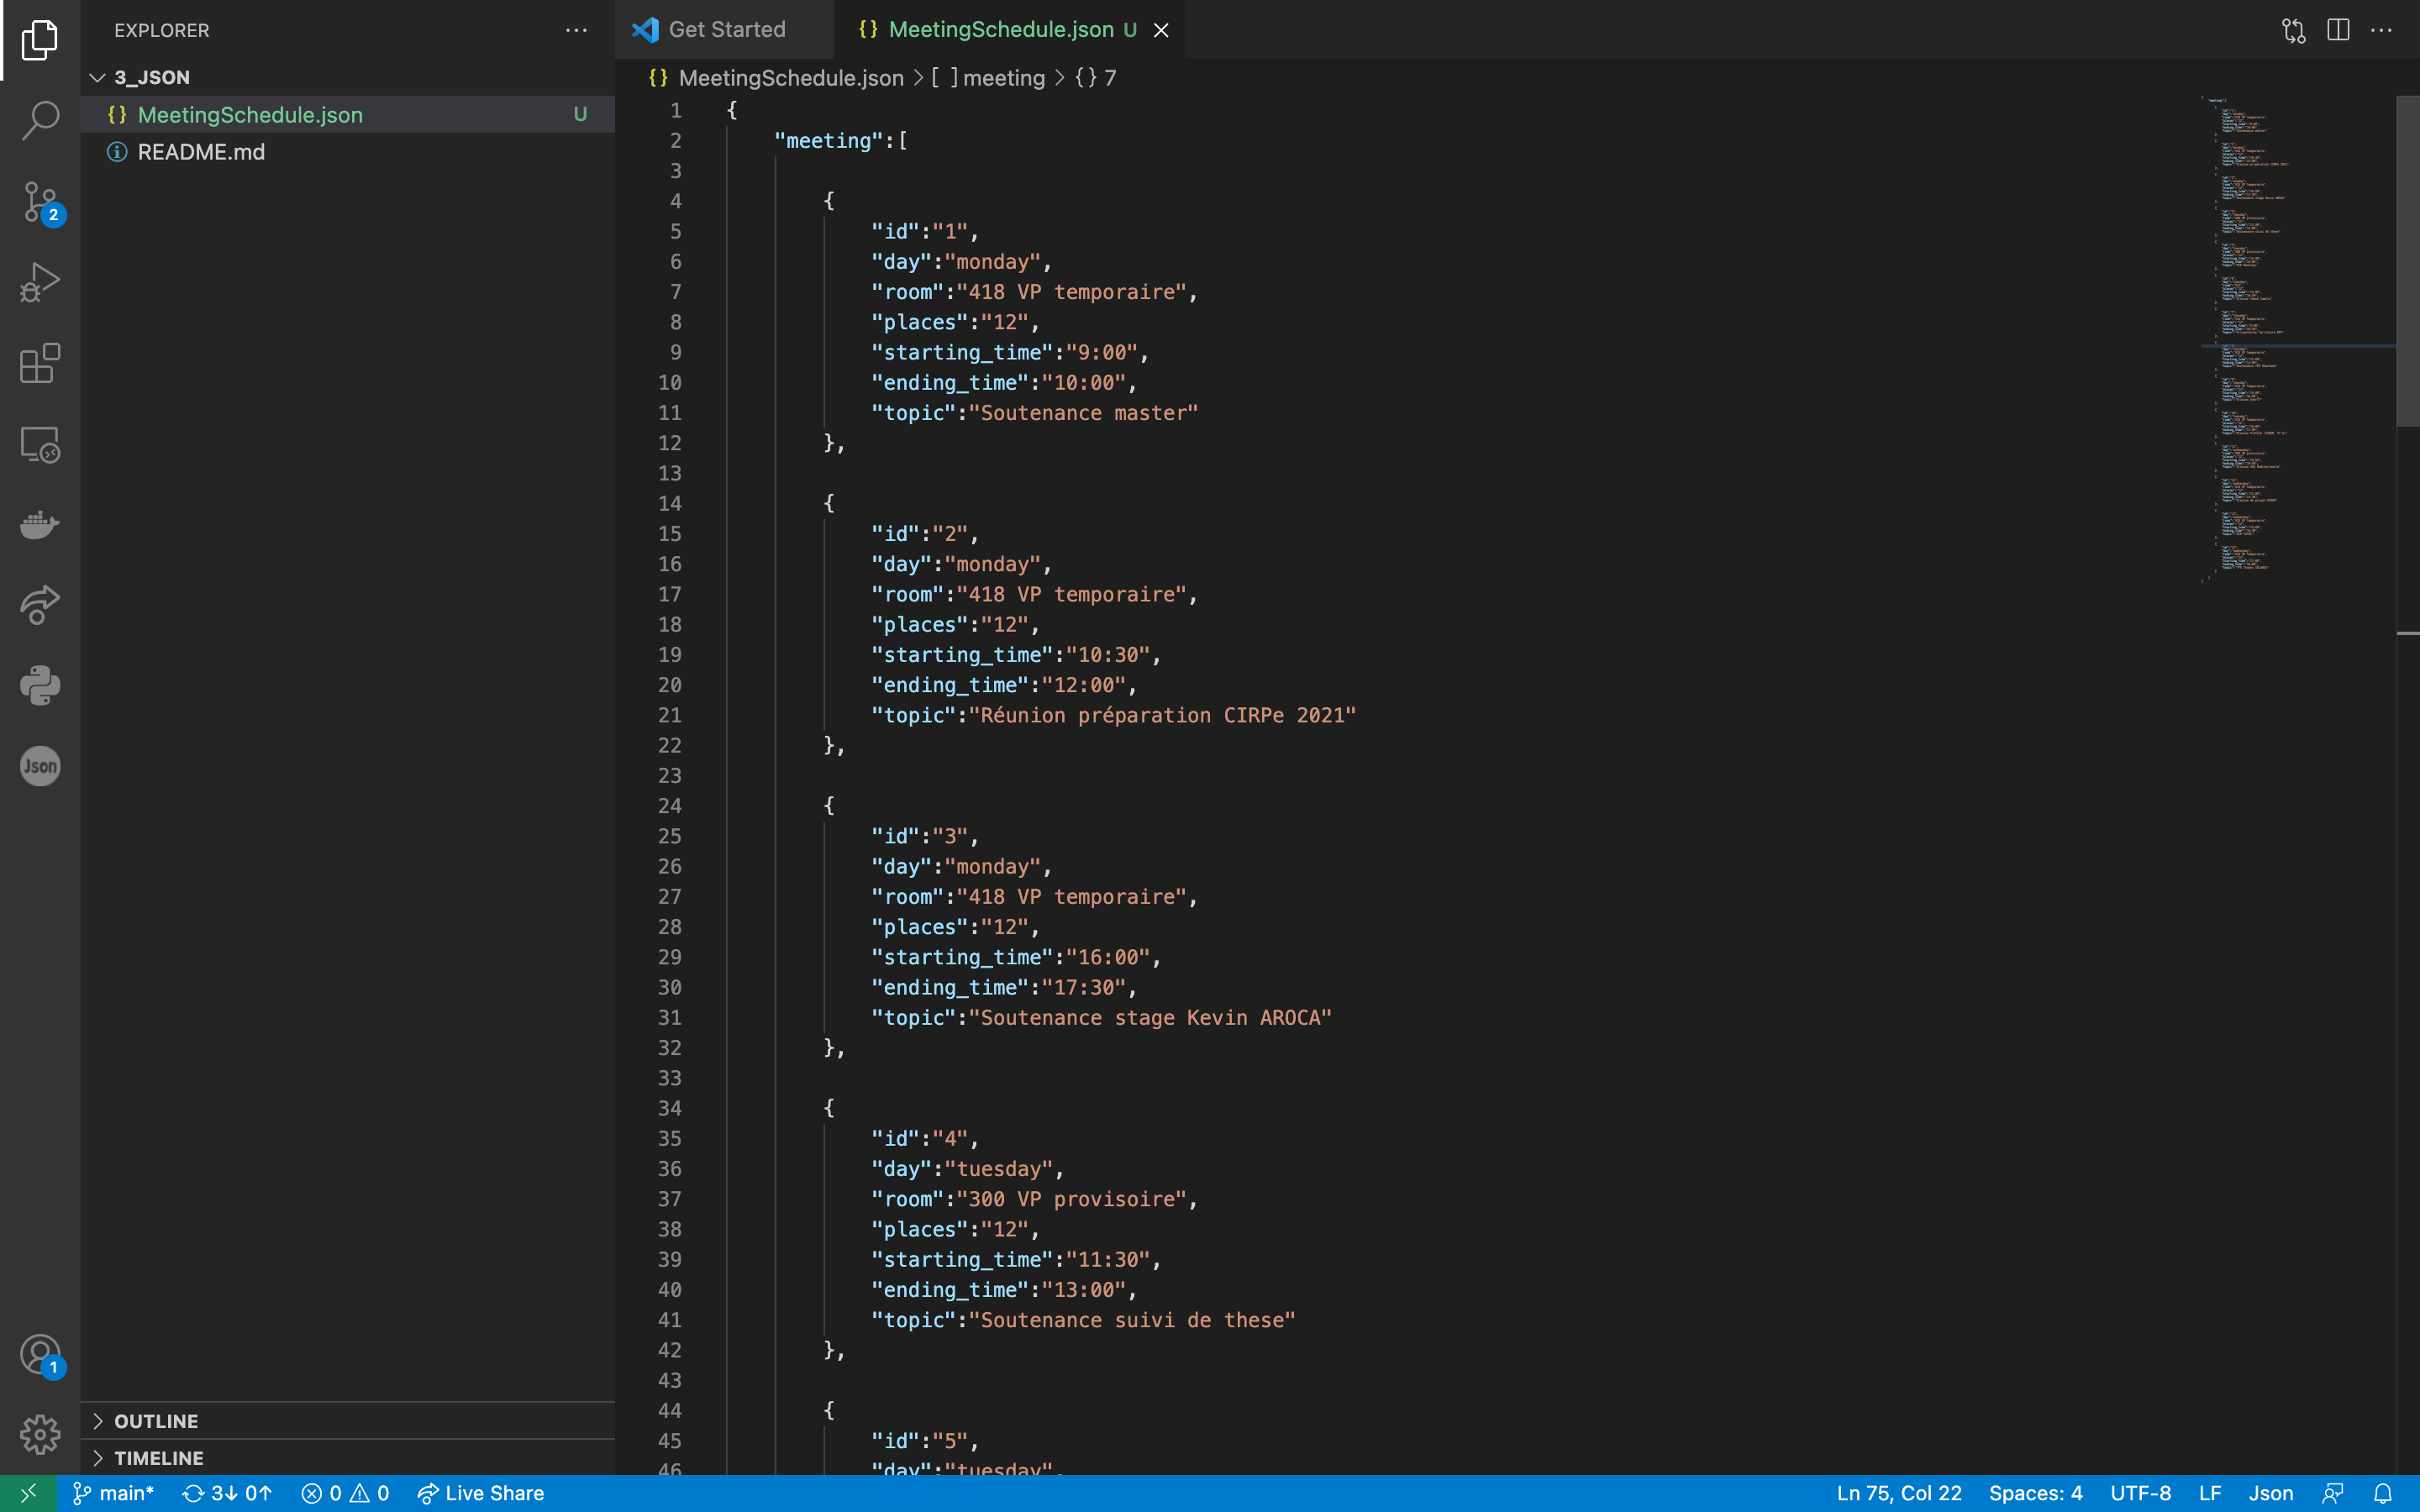 EXPLORER
3_JSON
{} MeetingSchedule.json U
README.md
OUTLINE
TIMELINE
2
Json
1
Get Started
{} MeetingSchedule.json U
{} MeetingSchedule.json > [ ] meeting > {} 7
1 {
2 "meeting":[
3
4 {
5 "id":"1",
6 "day":"monday",
7 "room":"418 VP temporaire",
8 "places":"12",
9 "starting_time":"9:00",
10 "ending_time":"10:00",
11 "topic":"Soutenance master"
12 },
13
14 {
15 "id":"2",
16 "day":"monday",
17 "room":"418 VP temporaire",
18 "places":"12",
19 "starting_time":"10:30",
20 "ending_time":"12:00",
21 "topic":"Réunion préparation CIRPe 2021"
22 },
23
24 {
25 "id":"3",
26 "day":"monday",
27 "room":"418 VP temporaire",
28 "places":"12",
29 "starting_time":"16:00",
30 "ending_time":"17:30",
31 "topic":"Soutenance stage Kevin AROCA"
32 },
33
34 {
35 "id":"4",
36 "day":"tuesday",
37 "room":"300 VP provisoire",
38 "places":"12",
39 "starting_time":"11:30",
40 "ending_time":"13:00",
41 "topic":"Soutenance suivi de these"
42 },
43
44 {
45 "id":"5",
46 "day":"tuesday",
main* 3↓ 0↑ 0 0 Live Share
Ln 75, Col 22 Spaces: 4 UTF-8 LF Json